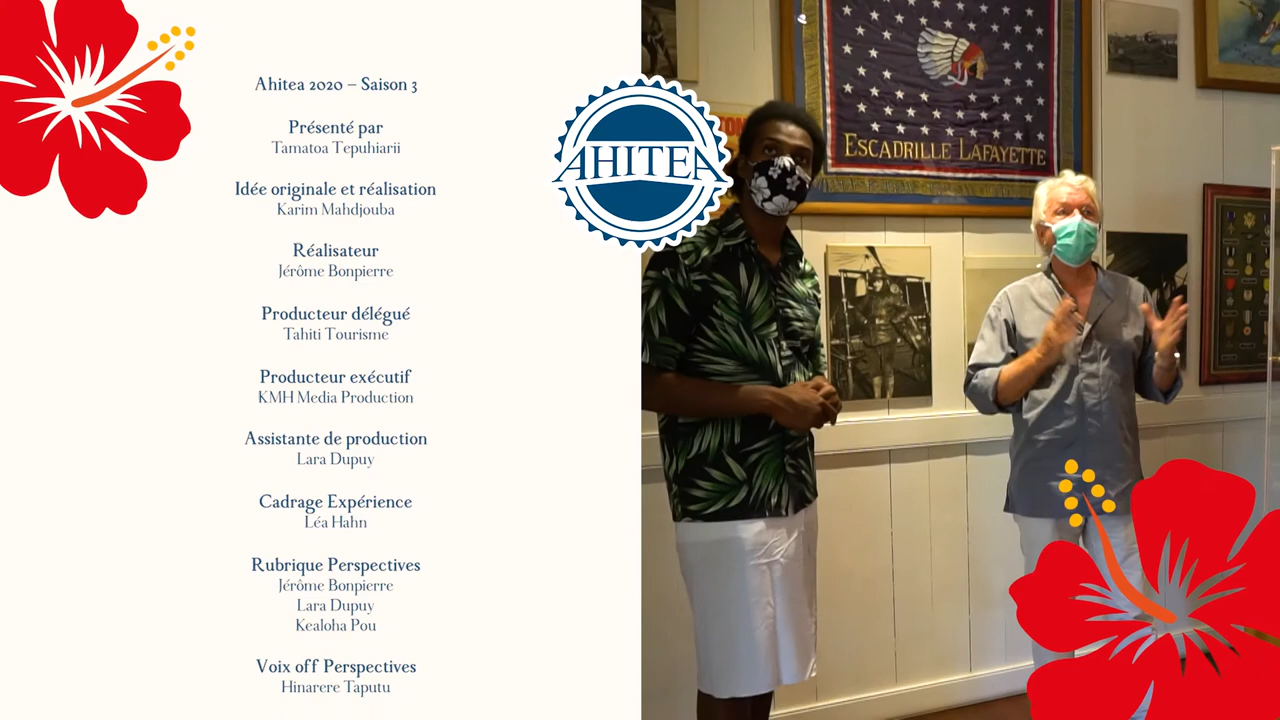 Ahitea 2020 – Saison 3
Présenté par
Tamatoa Tepuhiarii
Idée originale et réalisation
Karim Mahdjouba
Réalisateur
Jérôme Bonpierre
Producteur délégué
Tahiti Tourisme
Producteur exécutif
KMH Media Production
Assistante de production
Lara Dupuy
Cadrage Expérience
Léa Hahn
Rubrique Perspectives
Jérôme Bonpierre
Lara Dupuy
Kealoha Pou
Voix off Perspectives
Hinarere Taputu
AHITEA
ESCADRILLE LAFAYETTE